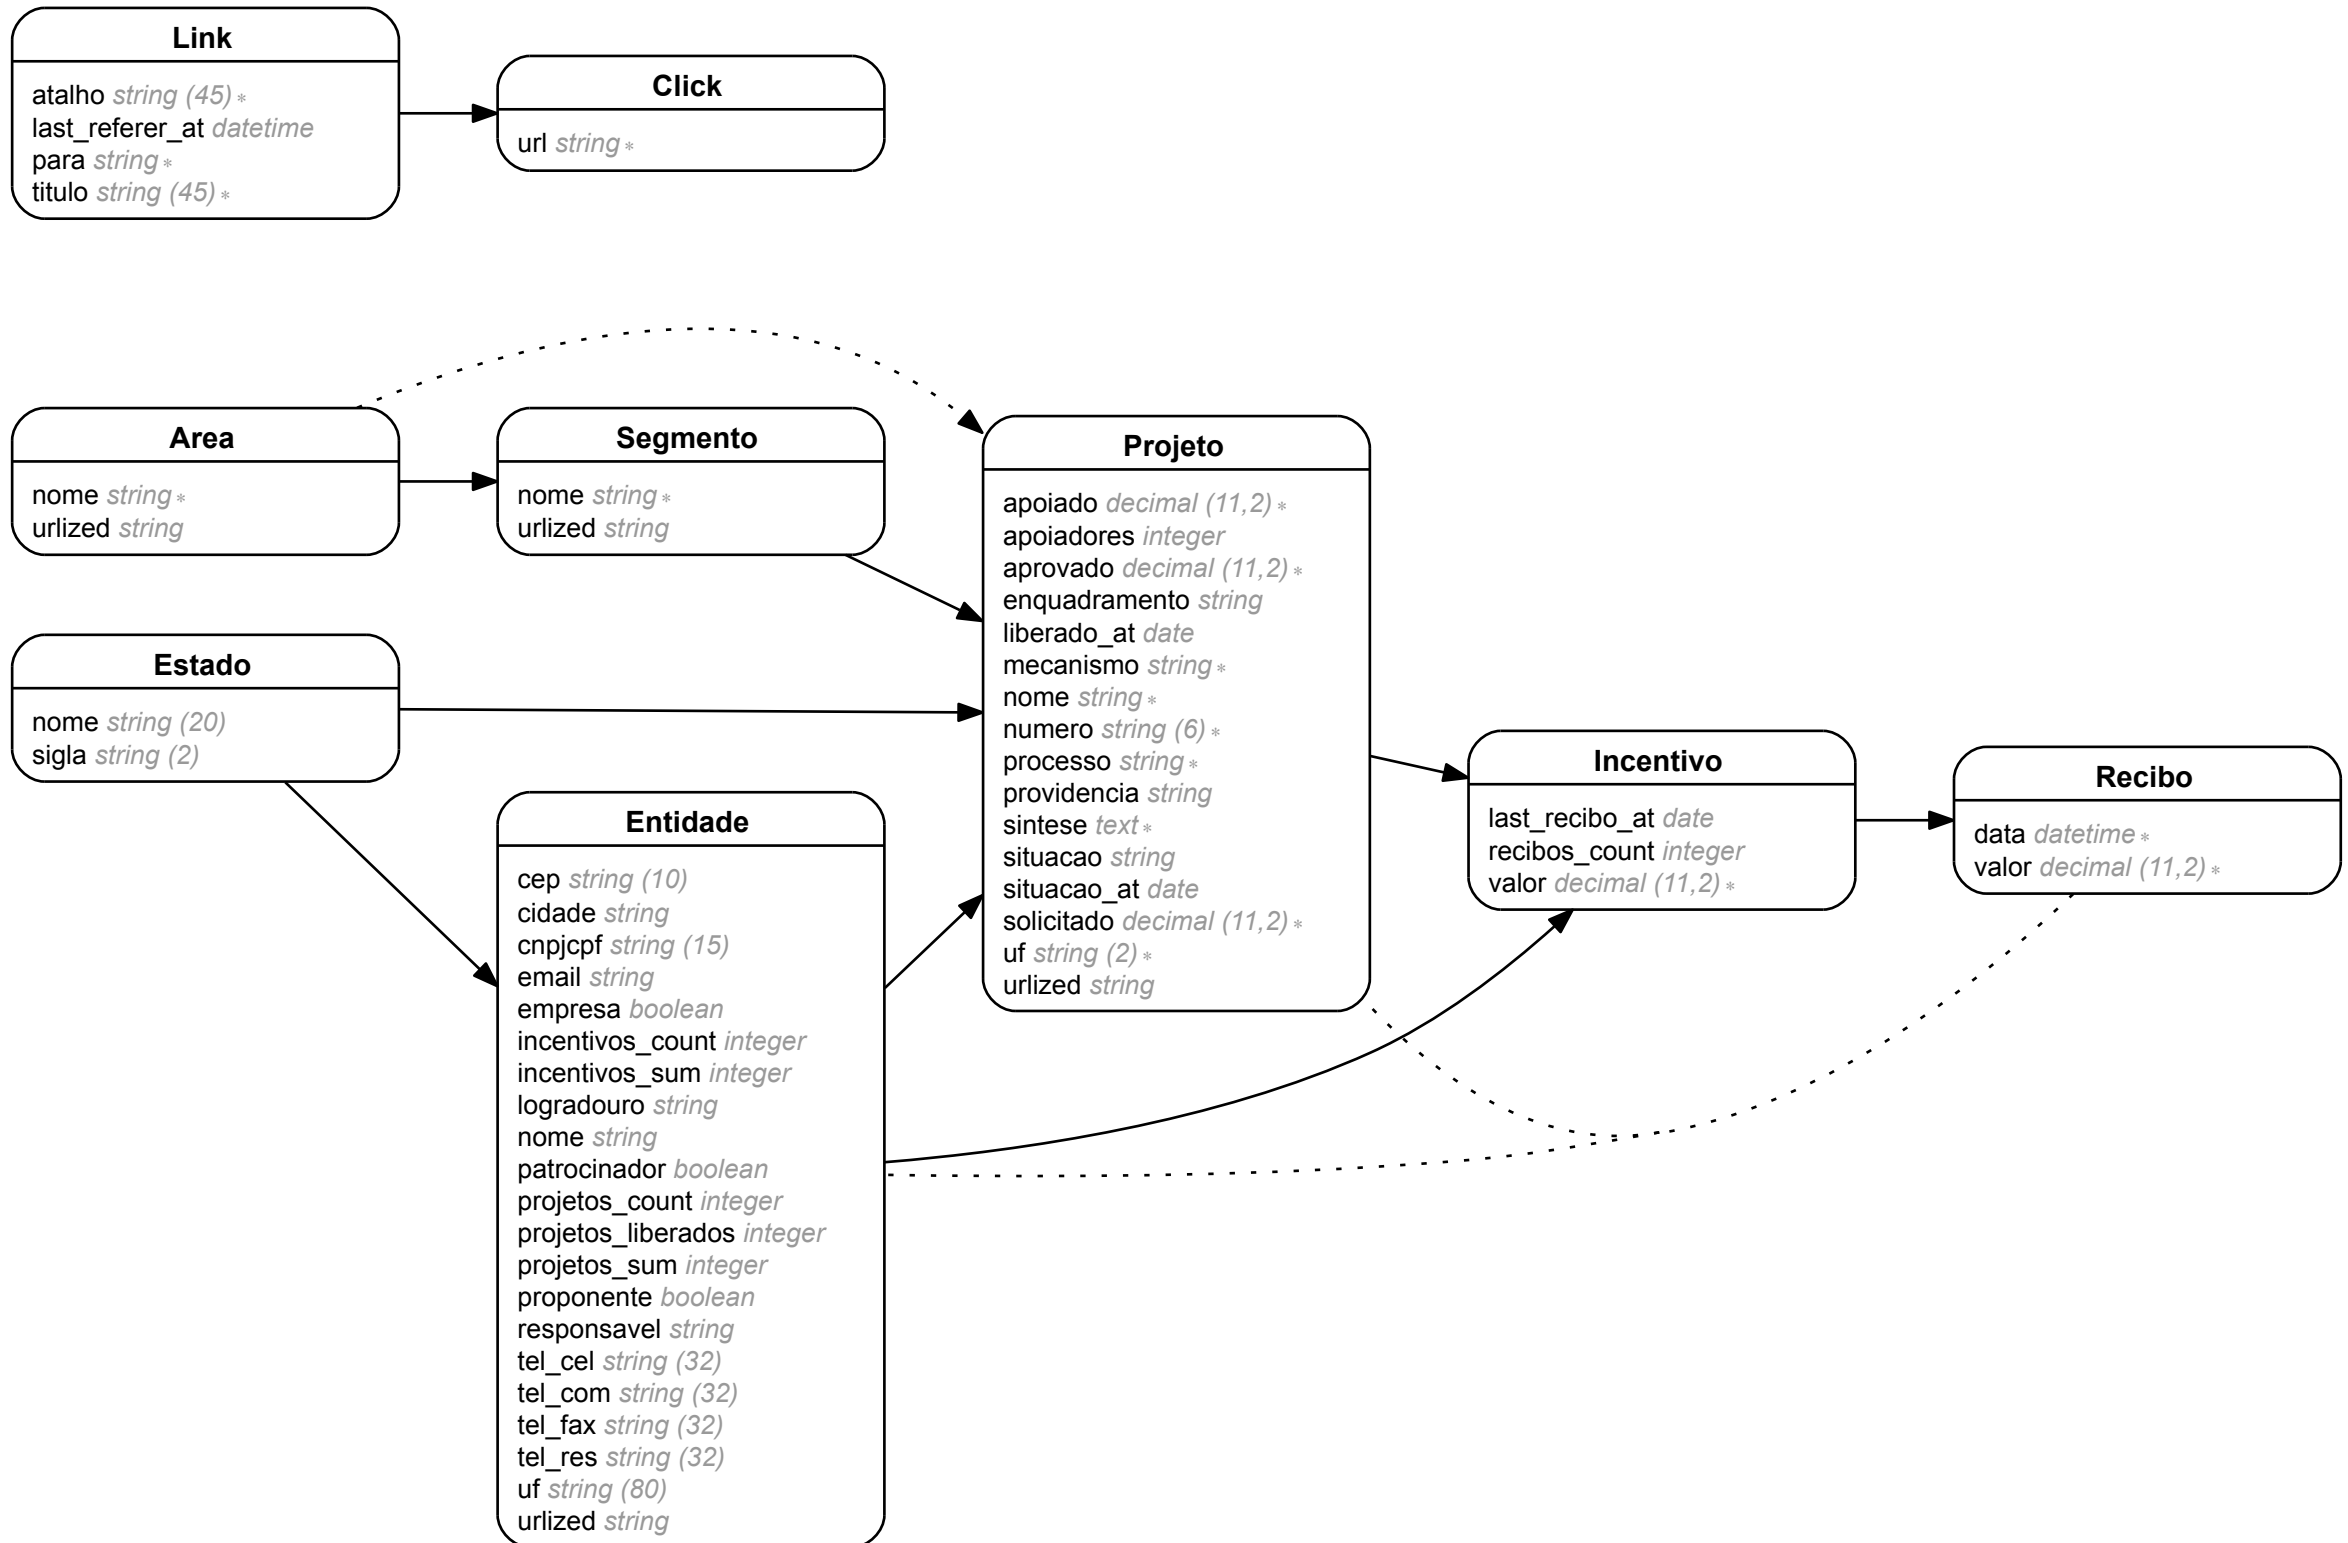 Link
atalho string (45) *
last_referer_at datetime
para string *
titulo string (45) *
Click
url string *
Area
nome string *
urlized string
Segmento
nome string *
urlized string
Projeto
apoiado decimal (11,2) *
apoiadores integer
aprovado decimal (11,2) *
enquadramento string
liberado_at date
mecanismo string *
nome string *
numero string (6) *
processo string *
providencia string
sintese text *
situacao string
situacao_at date
solicitado decimal (11,2) *
uf string (2) *
urlized string
Estado
nome string (20)
sigla string (2)
Entidade
cep string (10)
cidade string
cnpjcpf string (15)
email string
empresa boolean
incentivos_count integer
incentivos_sum integer
logradouro string
nome string
patrocinador boolean
projetos_count integer
projetos_liberados integer
projetos_sum integer
proponente boolean
responsavel string
tel_cel string (32)
tel_com string (32)
tel_fax string (32)
tel_res string (32)
uf string (80)
urlized string
Incentivo
last_recibo_at date
recibos_count integer
valor decimal (11,2) *
Recibo
data datetime *
valor decimal (11,2) *